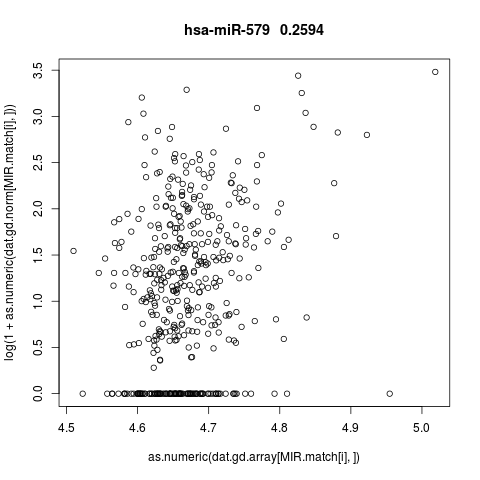 hsa-miR-579 0.2594
log(1 + as.numeric(dat.gd.norm[MIR.match[i], ]))
3.5
3.0
2.5
2.0
1.5
1.0
0.5
0.0
4.5 4.6 4.7 4.8 4.9 5.0
as.numeric(dat.gd.array[MIR.match[i], ])